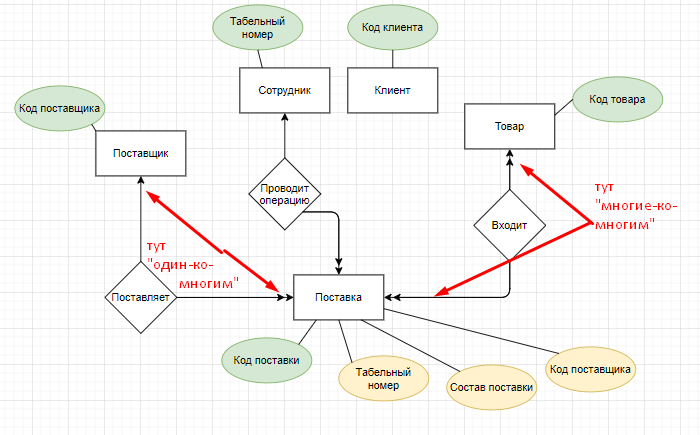 Табельный
номер
Код клиента
Сотрудник
Клиент
Код поставщика
Код товара
Товар
Поставщик
Проводит
операцию
тут
"многие-ко-
многим"
Входит
тут
"один-ко-
многим"
Поставляет
Поставка
Код поставки
Табельный
номер
Состав поставки
Код поставщика